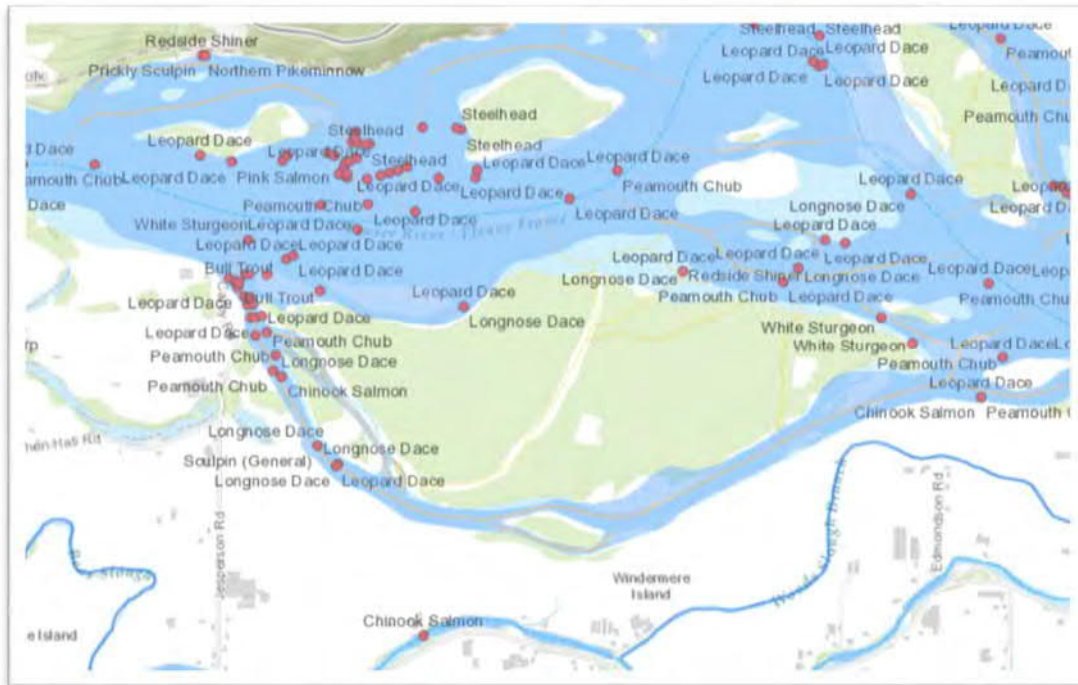 Steelhead Steelhead
Leopard Dace
Redside Shiner
Leopard Dace Leopard Dace
Peamouth
Prickly Sculpin Northern Pikeminnow
Leopard Dace Leopard Dace
Leopard D
Steelhead
Peamouth Chu
Steelhead
Leopard Dace
Steelhead
d Dace
Leopard Dace
Steelhead
Leopard Dace
amouth Chub
Leopard Dace
Pink Salmon
Leopard Dace
Leopard Dace
Peamouth Chub
Dace
Peamouth Chub
Leopard Dace
Leopard Dace
Longnose Dace
Leopard Da
White Sturgeon
Leopard Dace
Leopard Dace
Leopard Dace Leopard Dace
Leopard Dace
Bull Trout
Leopard Dace
Longnose Dace
Leopard Dace
Redside Shiner
Longnose Dace
Leopard Dace
Leopa
Leopard Dace
Bull Trout
Leopard Dace
Peamouth Chub
Leopard Dace
Peamouth Ch
Leopard Dace
Longnose Dace
White Sturgeon
Leopard Dace
Peamouth Chub
White Sturgeon
Leopard Dace
Peamouth Chub
Longnose Dace
Peamouth Chub
Peamouth Chub
Chinook Salmon
Leopard Dace
Chinook Salmon
Peamouth
Longnose Dace
Longnose Dace
Sculpin (General)
Longnose Dace
Leopard Dace
Jesperson Rd
Edmondson Rd
Slough
Windermere
Island
Chinook Salmon
e Island